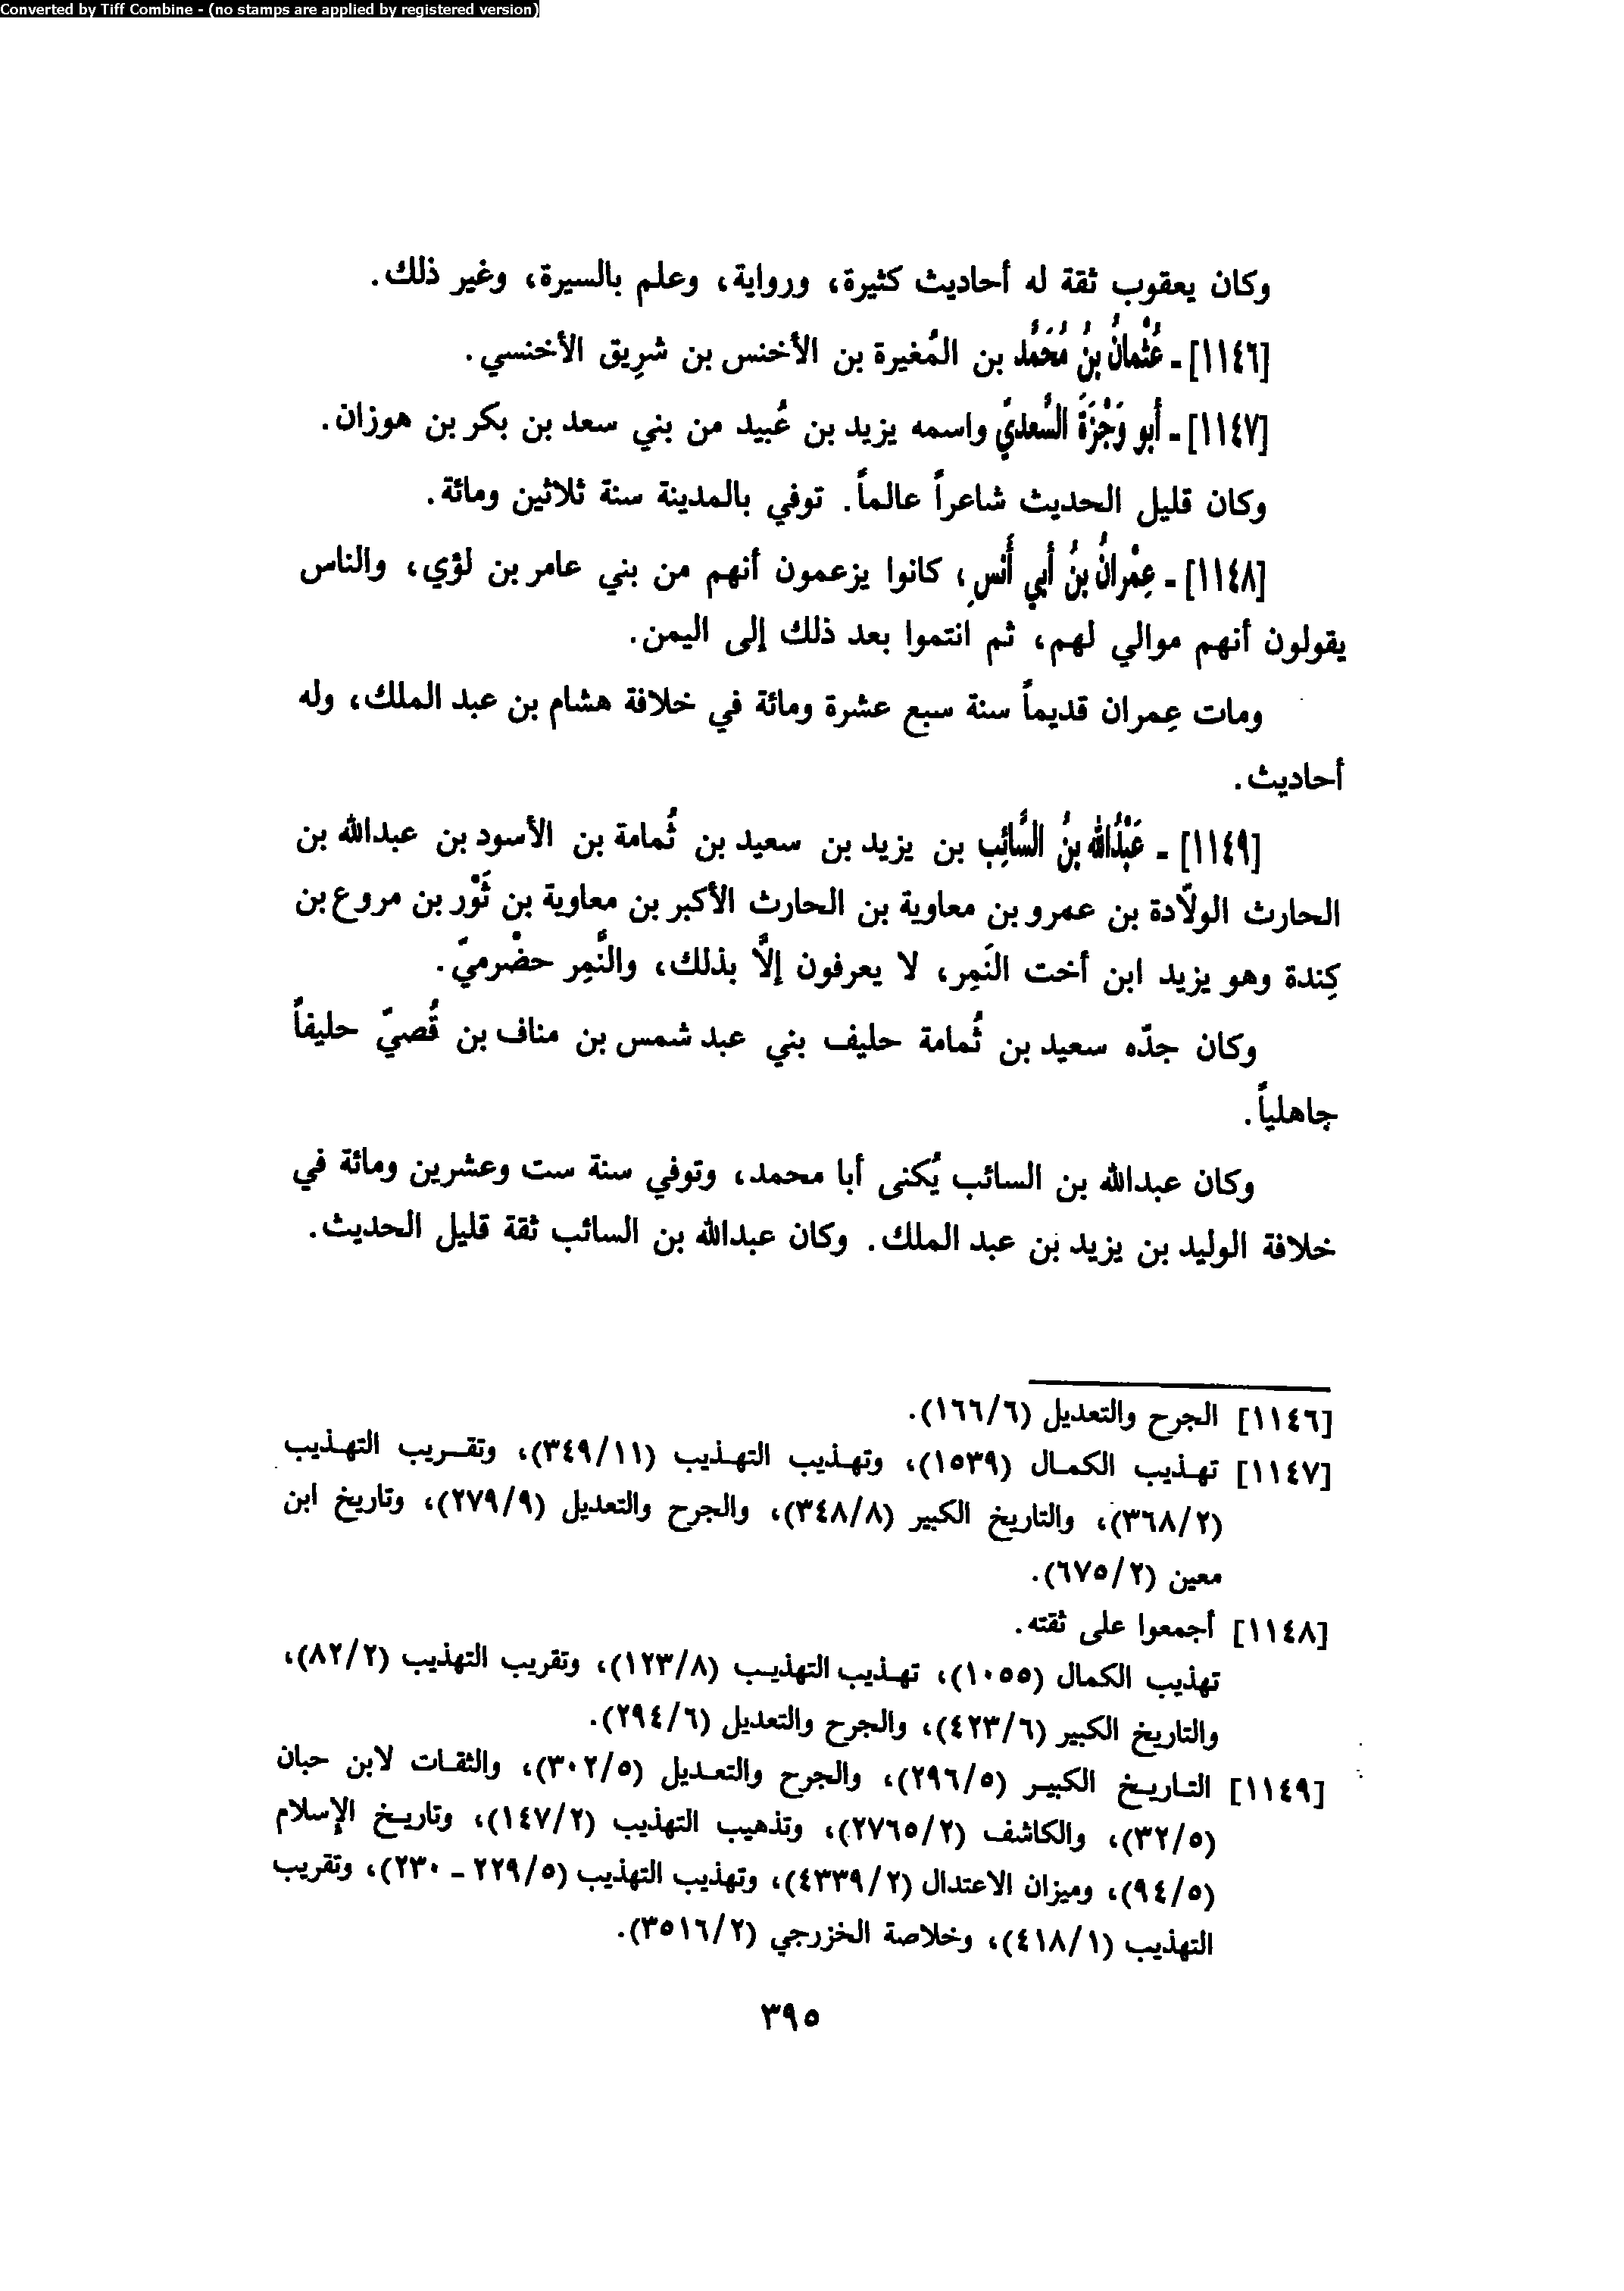 Converted by Tiff Combine - (no stamps are applied by registered version)
وكان يعقوب ثقة له أحاديث كثيرة، ورواية، وعلم بالسيرة، وغير ذلك.
[١١٤٦] - عُثْمانُ بنُ مُحَمَّد بن المُغيرة بن الأخنس بن شرِيق الأخنسي.
[١١٤٧] - أَبو وَجْزَةَ السَّعديّ واسمه يزيد بن عُبيد من بني سعد بن بكر بن هوزان.
وكان قليل الحديث شاعراً عالماً. توفي بالمدينة سنة ثلاثين ومائة.
[١١٤٨] - عِمْرانُ بنُ أَبي أَنس، كانوا يزعمون أنهم من بني عامر بن لؤي، والناس
يقولون أنهم موالي لهم، ثم انتموا بعد ذلك إلى اليمن.
ومات عِمران قديماً سنة سبع عشرة ومائة في خلافة هشام بن عبد الملك، وله
أحاديث.
[١١٤٩] - عَبْدُالله بنُ السَّائِب بن يزيد بن سعيد بن ثُمامة بن الأسود بن عبدالله بن
الحارث الولّادة بن عمرو بن معاوية بن الحارث الأكبر بن معاوية بن ثَوْر بن مروع بن
كِندة وهو يزيد ابن أخت النَمِر، لا يعرفون إلاَّ بذلك، والنَّمِر حضْرميّ.
وكان جدّه سعيد بن ثُمامة حليف بني عبد شمس بن مناف بن قُصيّ حليفاً
جاهلياً.
وكان عبدالله بن السائب يُكنى أبا محمد، وتوفي سنة ست وعشرين ومائة في
خلافة الوليد بن يزيد بن عبد الملك. وكان عبدالله بن السائب ثقة قليل الحديث.
[١١٤٦] الجرح والتعديل (١٦٦/٦).
[١١٤٧] تهذيب الكمال (١٥٣٩)، وتهذيب التهذيب (٣٤٩/١١)، وتقريب التهذيب
(٣٦٨/٢)، والتاريخ الكبير (٣٤٨/٨)، والجرح والتعديل (٢٧٩/٩)، وتاريخ ابن
معين (٦٧٥/٢).
[١١٤٨] أجمعوا على ثقته.
تهذيب الكمال (١٠٥٥)، تهذيب التهذيب (١٢٣/٨)، وتقريب التهذيب (٨٢/٢)،
والتاريخ الكبير (٤٢٣/٦)، والجرح والتعديل (٢٩٤/٦).
[١١٤٩] التاريخ الكبير (٢٩٦/٥)، والجرح والتعديل (٣٠٢/٥)، والثقات لابن حبان
(٣٢/٥)، والكاشف (٢٧٦٥/٢)، وتذهيب التهذيب (١٤٧/٢)، وتاريخ الإسلام
(٩٤/٥)، وميزان الاعتدال (٤٣٣٩/٢)، وتهذيب التهذيب (٢٢٩/٥ - ٢٣٠)، وتقريب
التهذيب (٤١٨/١)، وخلاصة الخزرجي (٣٥١٦/٢).
٣٩٥